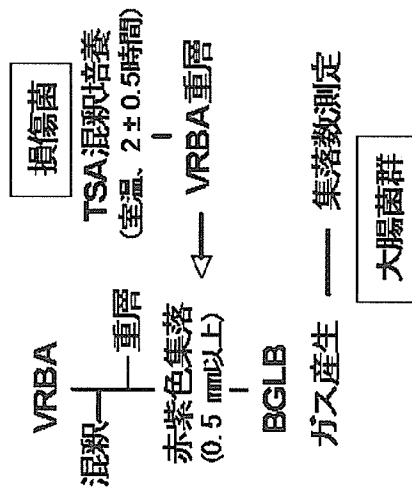 VRBA
混釈
重層
赤紫色集落
(0.5 mm以上)
BGLB
ガス産生
集落数測定
大腸菌群
損傷菌
TSA混釈培養
(室温、2±0.5時間)
VRBA重層